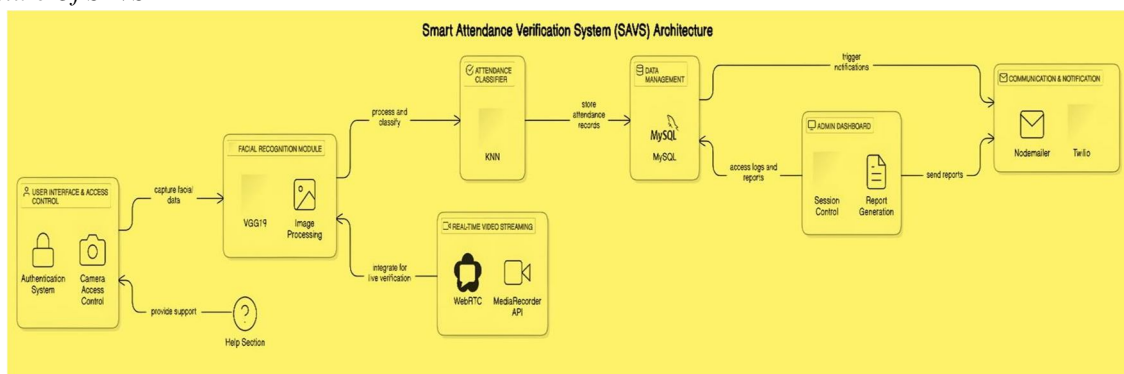 Smart Attendance Verification System (SAVS) Architecture
USER INTERFACE & ACCESS
CONTROL
Authentication
System
Camera
Access
Control
capture facial
data
provide support
Help Section
FACIAL RECOGNITION MODULE
VGG19
Image
Processing
process and
classify
integrate for
live verification
REAL-TIME VIDEO STREAMING
WebRTC
MediaRecorder
API
ATTENDANCE
CLASSIFIER
KNN
store
attendance
records
DATA
MANAGEMENT
MySQL
MySQL
trigger
notifications
access logs and
reports
ADMIN DASHBOARD
Session
Control
Report
Generation
send reports
COMMUNICATION & NOTIFICATION
Nodemailer
Twilio